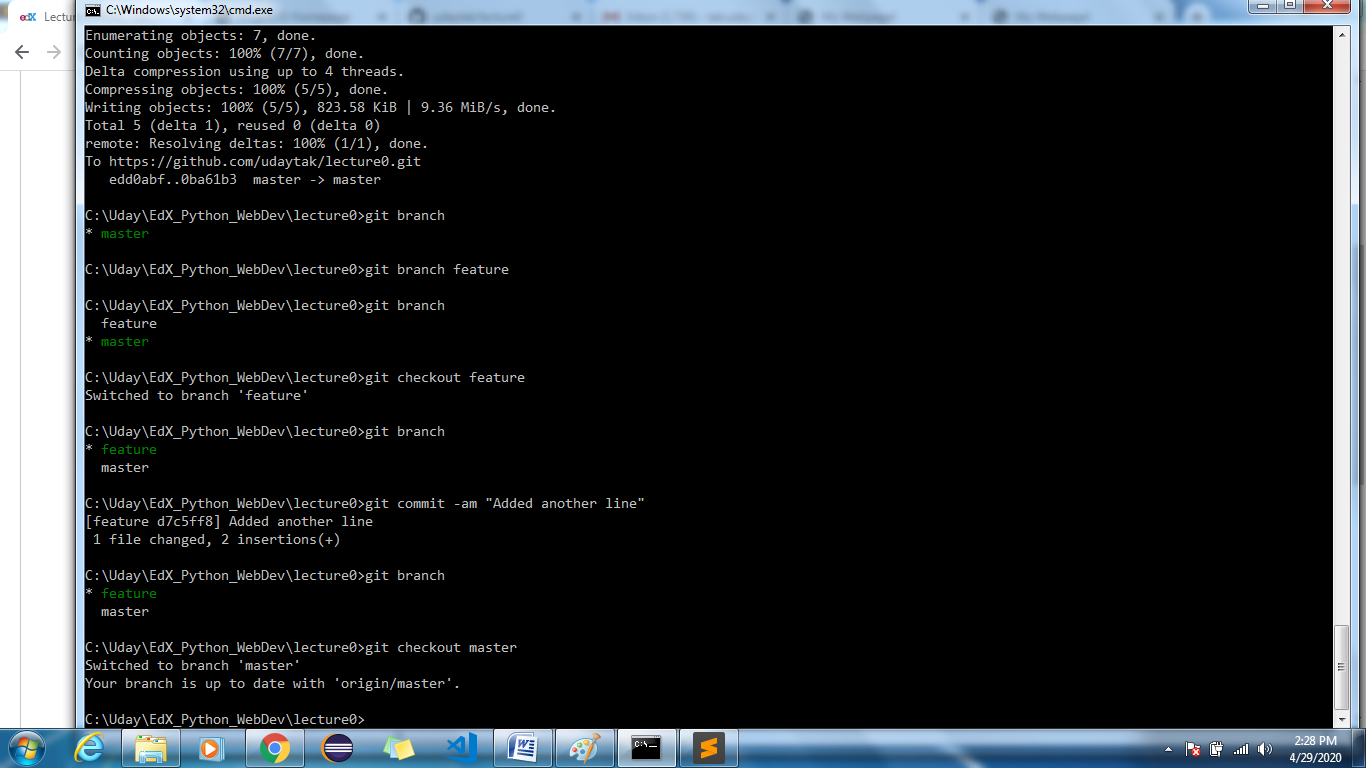 edX Lectur
C:\Windows\system32\cmd.exe
Enumerating objects: 7, done.
Counting objects: 100% (7/7), done.
Delta compression using up to 4 threads.
Compressing objects: 100% (5/5), done.
Writing objects: 100% (5/5), 823.58 KiB | 9.36 MiB/s, done.
Total 5 (delta 1), reused 0 (delta 0)
remote: Resolving deltas: 100% (1/1), done.
To https://github.com/udaytak/lecture0.git
   edd0abf..0ba61b3  master -> master
C:\Uday\EdX_Python_WebDev\lecture0>git branch
* master
C:\Uday\EdX_Python_WebDev\lecture0>git branch feature
C:\Uday\EdX_Python_WebDev\lecture0>git branch
  feature
* master
C:\Uday\EdX_Python_WebDev\lecture0>git checkout feature
Switched to branch 'feature'
C:\Uday\EdX_Python_WebDev\lecture0>git branch
* feature
  master
C:\Uday\EdX_Python_WebDev\lecture0>git commit -am "Added another line"
[feature d7c5ff8] Added another line
 1 file changed, 2 insertions(+)
C:\Uday\EdX_Python_WebDev\lecture0>git branch
* feature
  master
C:\Uday\EdX_Python_WebDev\lecture0>git checkout master
Switched to branch 'master'
Your branch is up to date with 'origin/master'.
C:\Uday\EdX_Python_WebDev\lecture0>
2:28 PM
4/29/2020